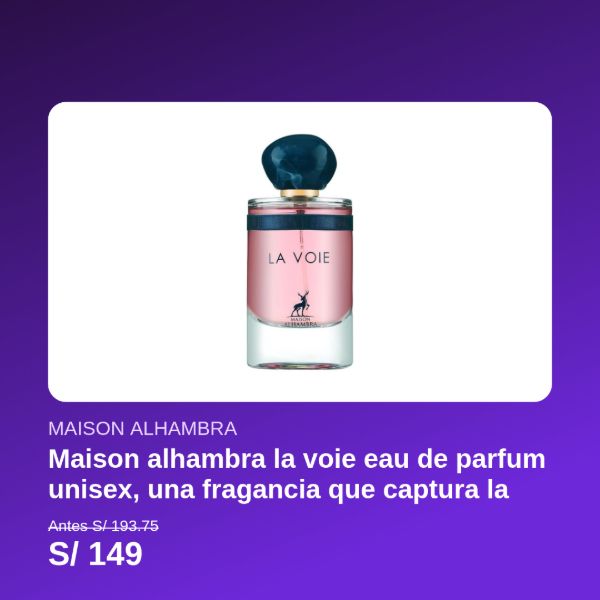 LA VOIE
MAISON
ALHAMBRA
MAISON ALHAMBRA
Maison alhambra la voie eau de parfum
unisex, una fragancia que captura la
Antes S/ 193.75
S/ 149